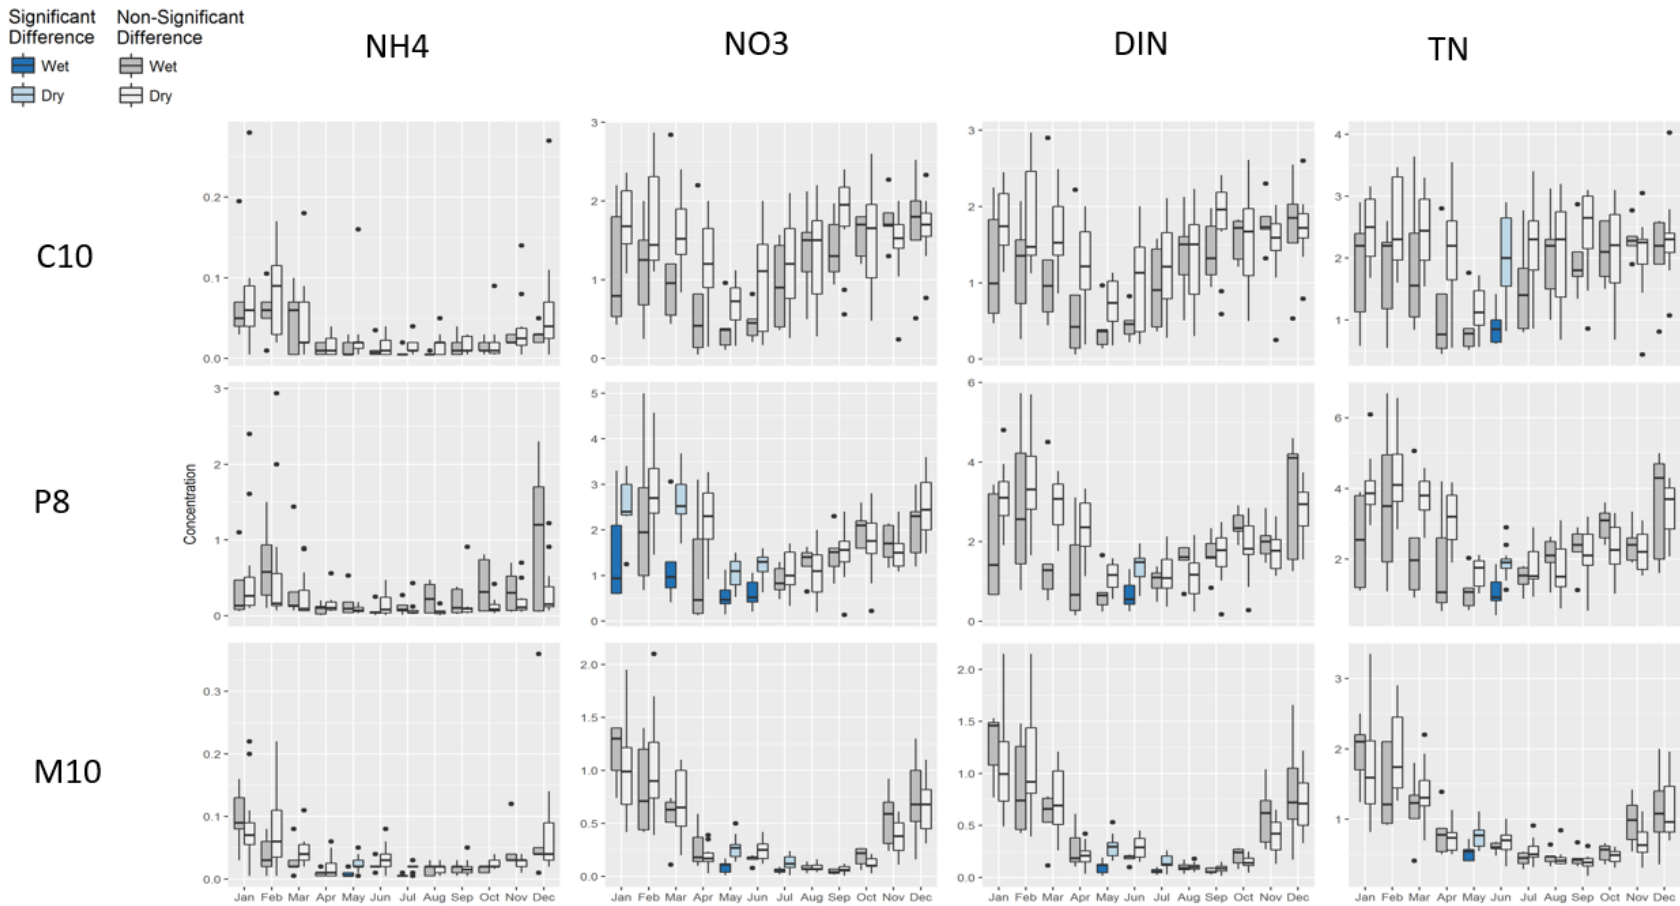 Significant Difference
Wet
Dry
Non-Significant Difference
Wet
Dry
NH4
NO3
DIN
TN
C10
0.2
0.1
0.0
3
2
1
0
3
2
1
0
4
3
2
1
P8
Concentration
3
2
1
0
5
4
3
2
1
0
6
4
2
0
6
4
2
M10
0.3
0.2
0.1
0.0
2.0
1.5
1.0
0.5
0.0
2.0
1.5
1.0
0.5
0.0
3
2
1
Jan Feb Mar Apr May Jun Jul Aug Sep Oct Nov Dec
Jan Feb Mar Apr May Jun Jul Aug Sep Oct Nov Dec
Jan Feb Mar Apr May Jun Jul Aug Sep Oct Nov Dec
Jan Feb Mar Apr May Jun Jul Aug Sep Oct Nov Dec